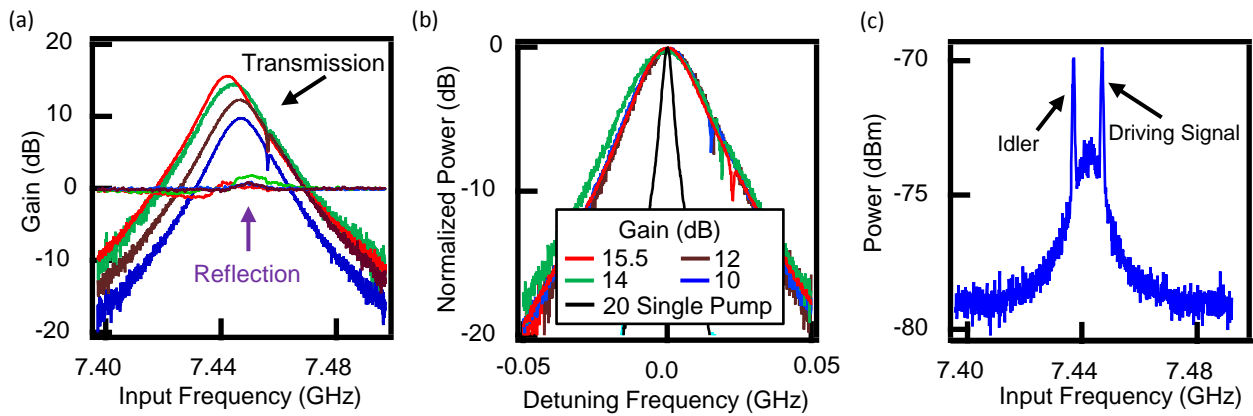 (a)
20
10
0
-10
-20
Gain (dB)
Transmission
Reflection
7.40
7.44
7.48
Input Frequency (GHz)
(b)
0
-10
-20
Normalized Power (dB)
Gain (dB)
15.5 12
14 10
20 Single Pump
-0.05
0.0
0.05
Detuning Frequency (GHz)
(c)
-70
-75
-80
Power (dBm)
Idler
Driving Signal
7.40
7.44
7.48
Input Frequency (GHz)